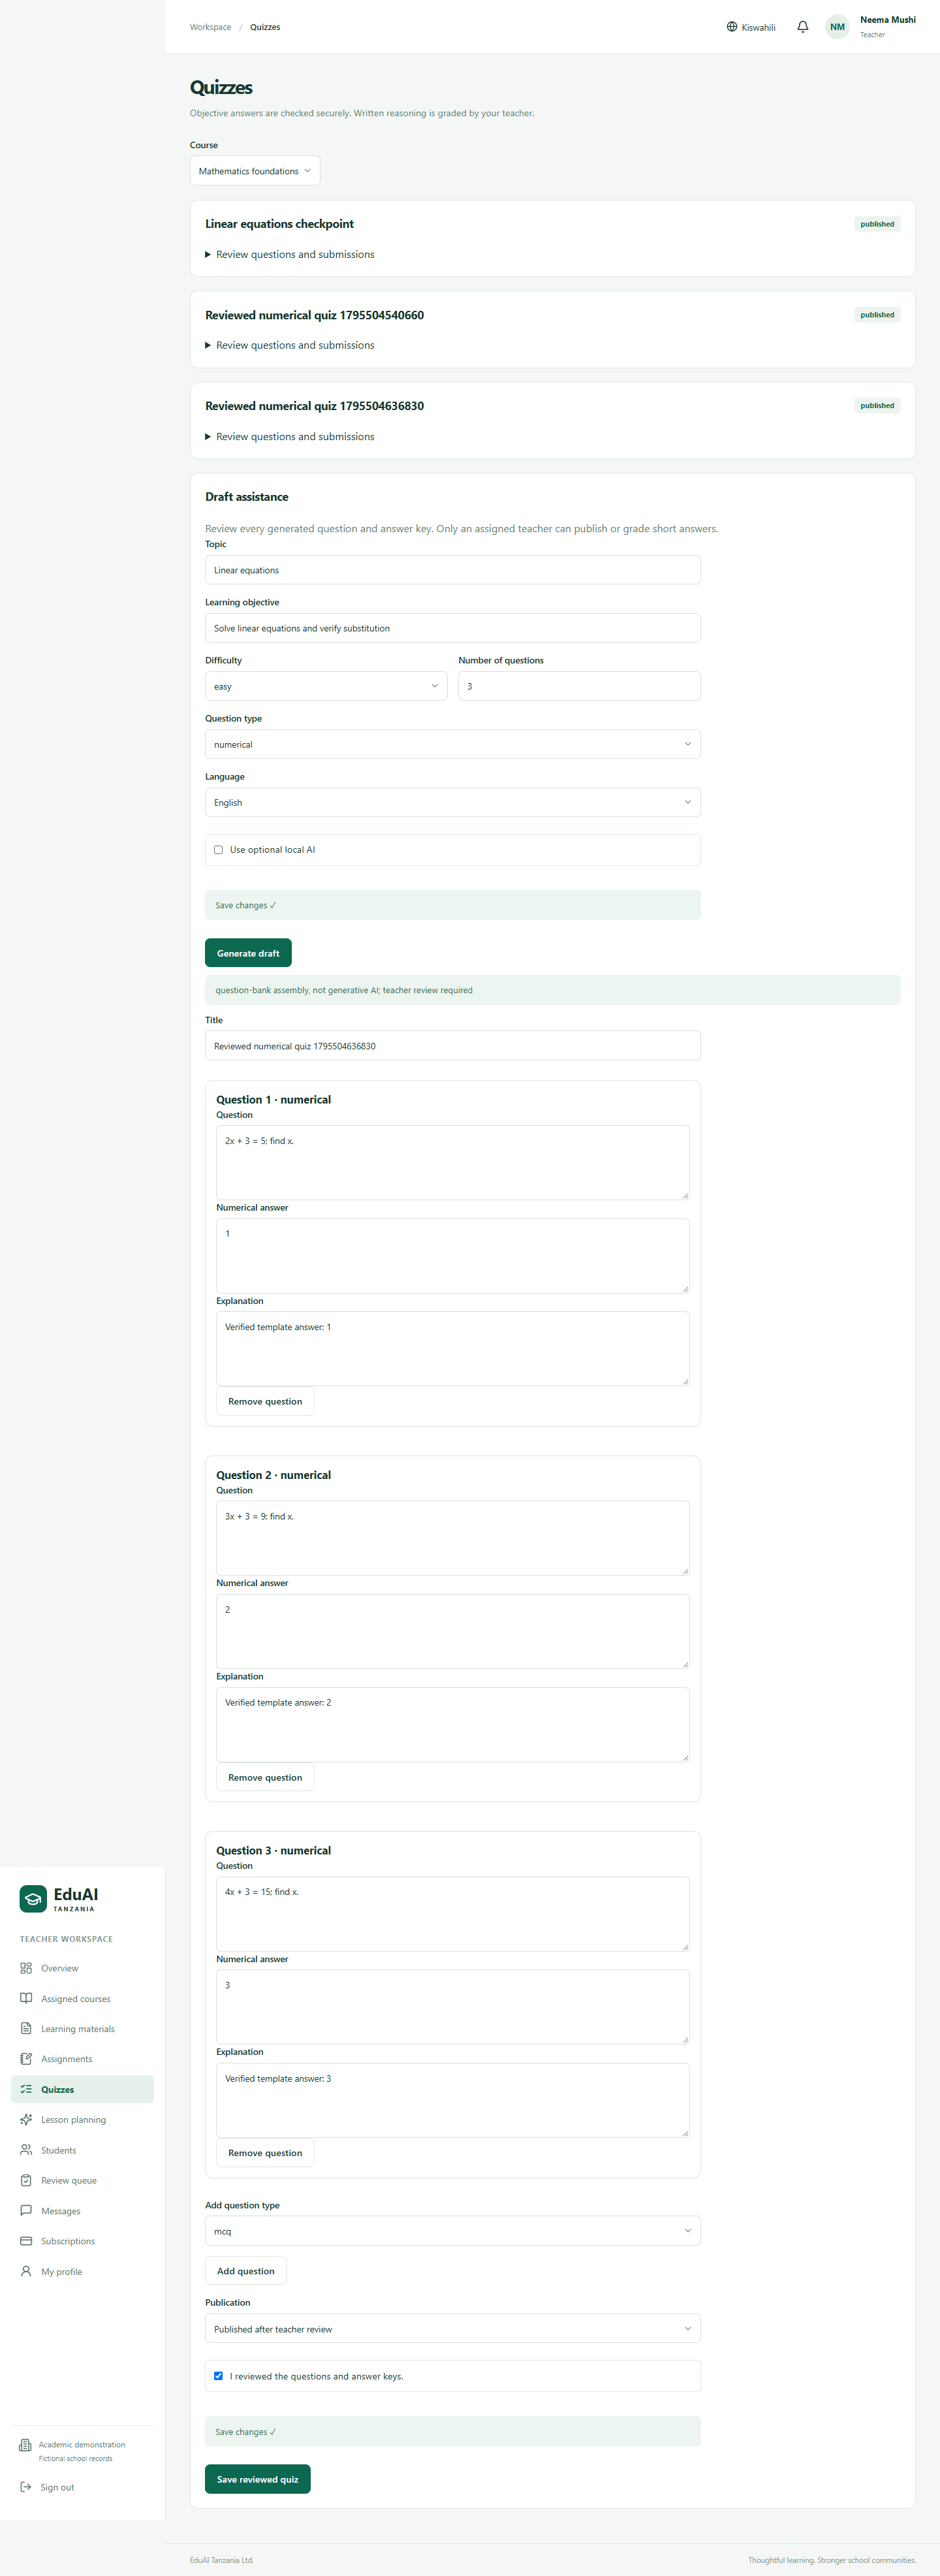 Workspace / Quizzes
Kiswahili
NM
Neema Mushi
Teacher
Quizzes
Objective answers are checked securely. Written reasoning is graded by your teacher.
Course
Mathematics foundations
Linear equations checkpoint
published
Review questions and submissions
Reviewed numerical quiz 1795504540660
published
Review questions and submissions
Reviewed numerical quiz 1795504636830
published
Review questions and submissions
Draft assistance
Review every generated question and answer key. Only an assigned teacher can publish or grade short answers.
Topic
Linear equations
Learning objective
Solve linear equations and verify substitution
Difficulty
easy
Number of questions
3
Question type
numerical
Language
English
Use optional local AI
Save changes ✓
Generate draft
question-bank assembly, not generative AI; teacher review required
Title
Reviewed numerical quiz 1795504636830
Question 1 · numerical
Question
2x + 3 = 5; find x.
Numerical answer
1
Explanation
Verified template answer: 1
Remove question
Question 2 · numerical
Question
3x + 3 = 9; find x.
Numerical answer
2
Explanation
Verified template answer: 2
Remove question
Question 3 · numerical
Question
4x + 3 = 15; find x.
Numerical answer
3
Explanation
Verified template answer: 3
Remove question
Add question type
mcq
Add question
Publication
Published after teacher review
I reviewed the questions and answer keys.
Save changes ✓
Save reviewed quiz
EduAI
TANZANIA
TEACHER WORKSPACE
Overview
Assigned courses
Learning materials
Assignments
Quizzes
Lesson planning
Students
Review queue
Messages
Subscriptions
My profile
Academic demonstration
Fictional school records
Sign out
EduAI Tanzania Ltd.
Thoughtful learning. Stronger school communities.